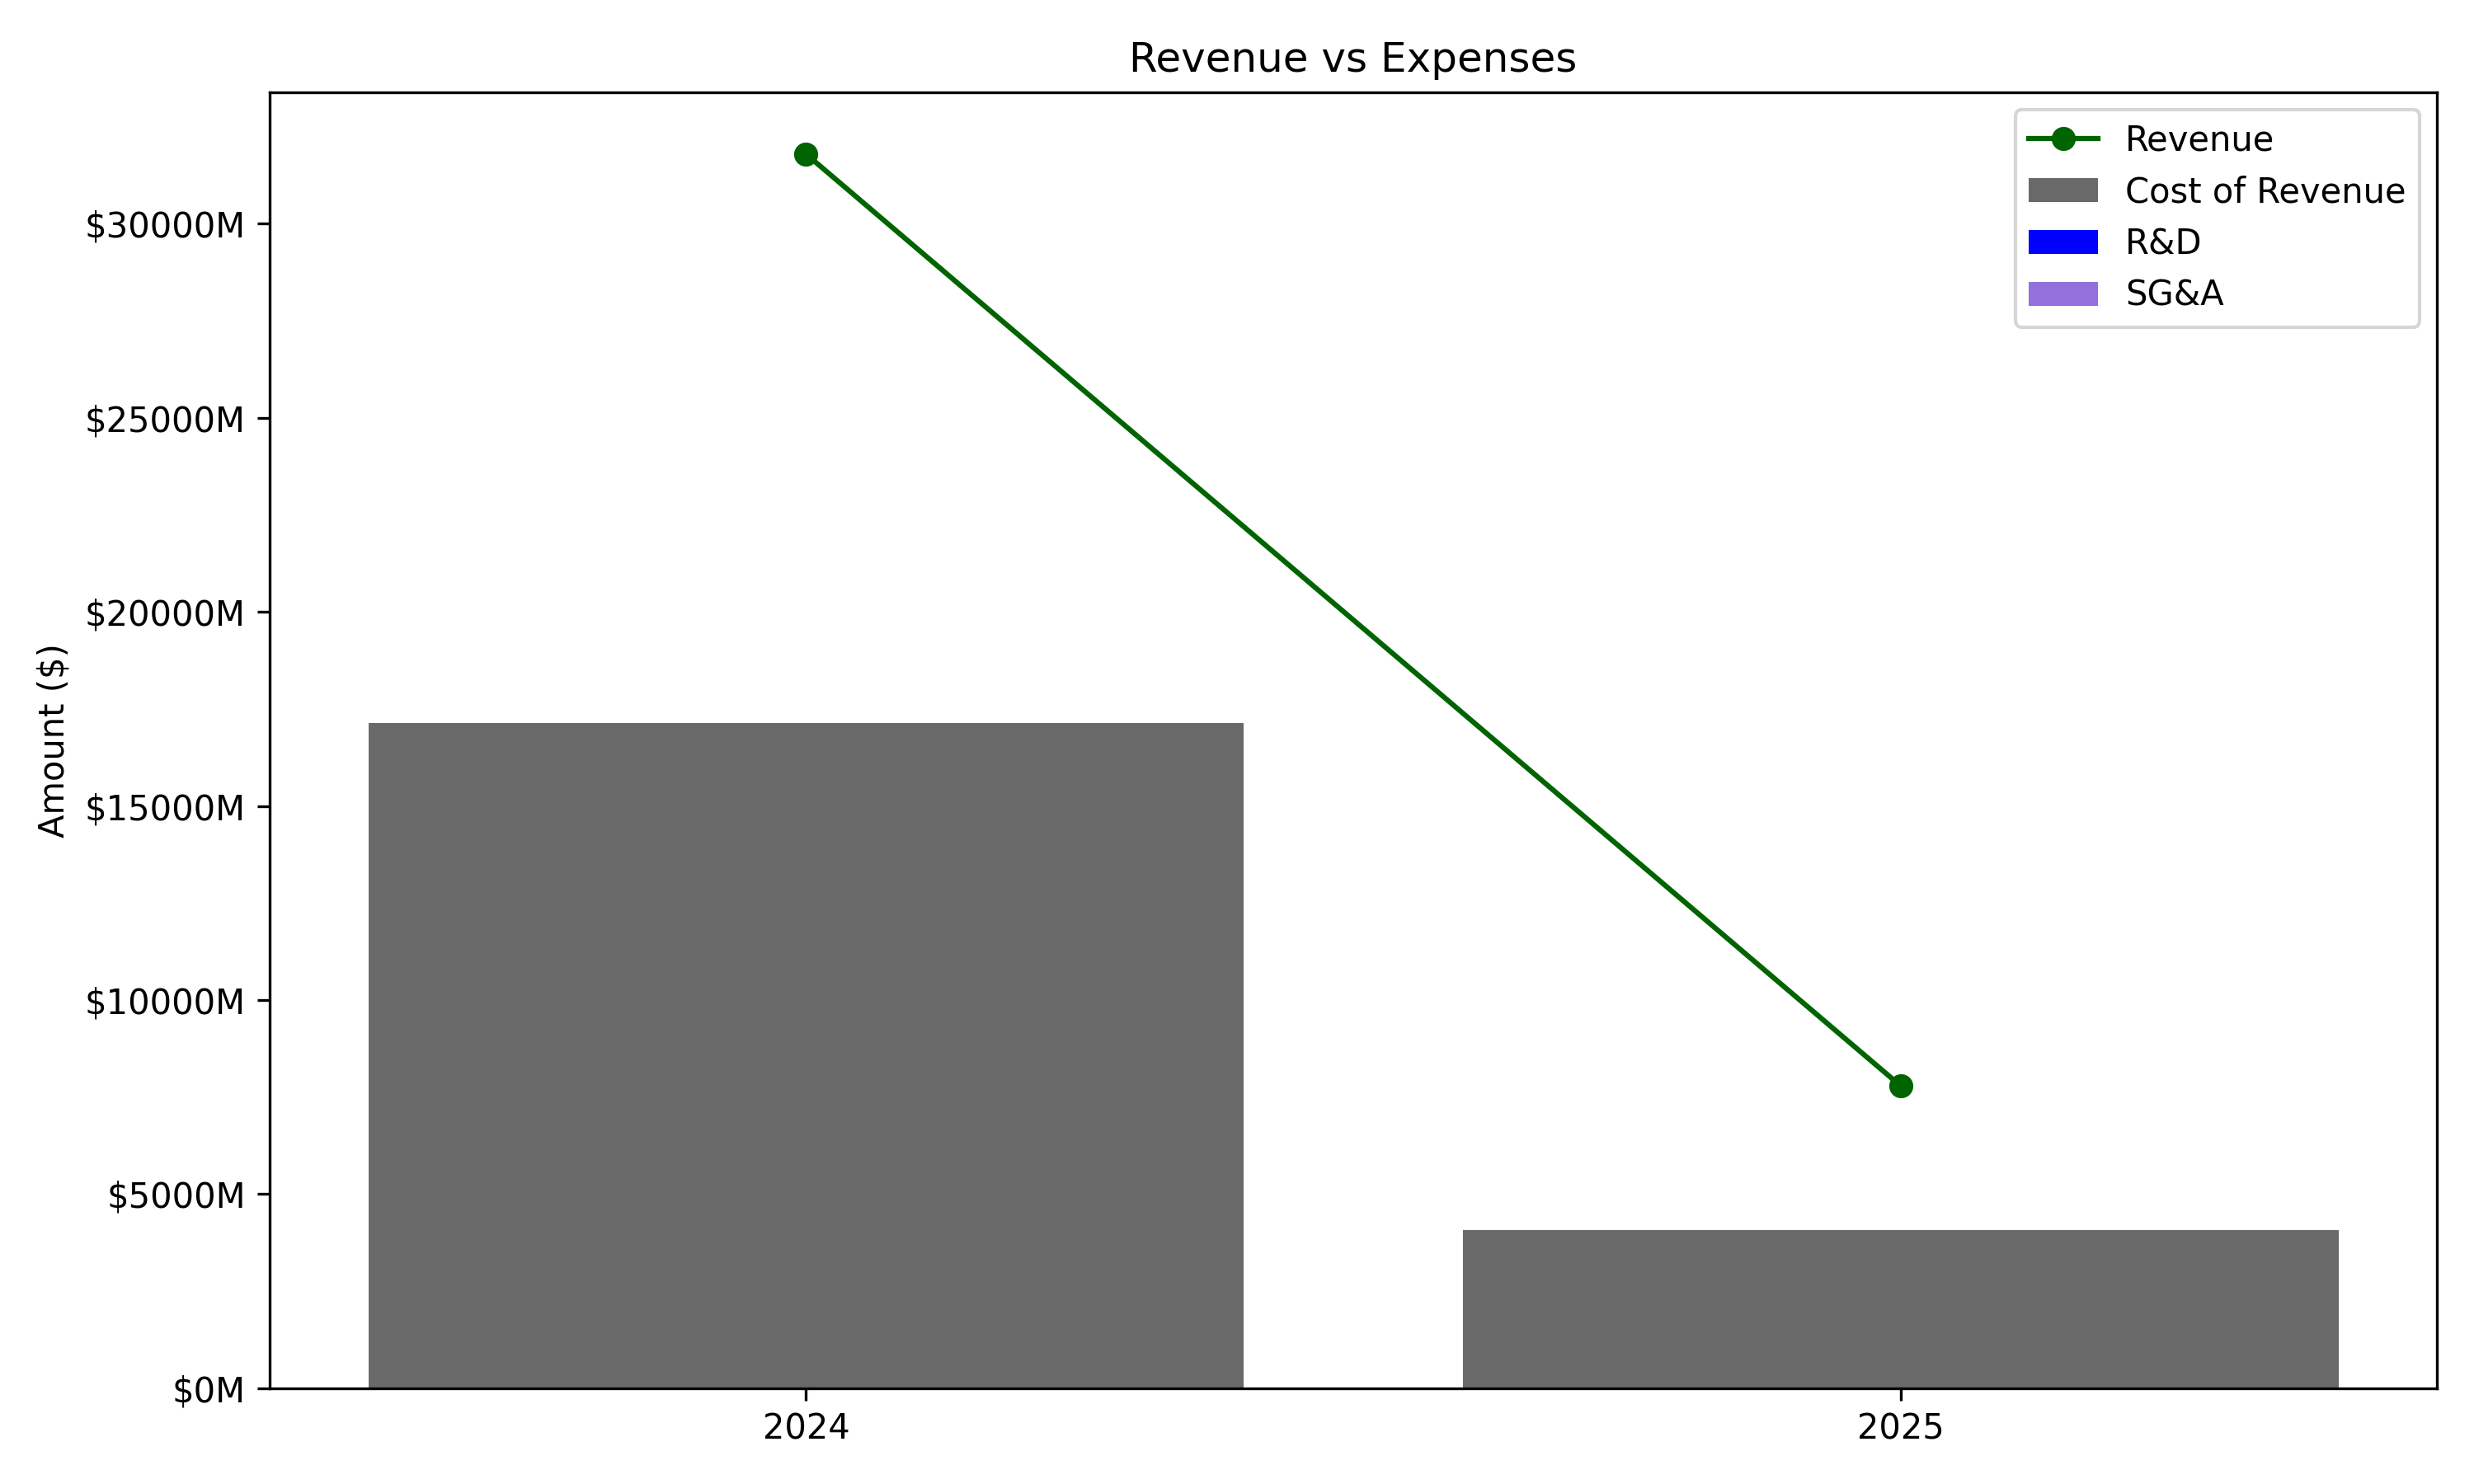 Revenue vs Expenses
Revenue
Cost of Revenue
R&D
SG&A
Amount ($)
$30000M
$25000M
$20000M
$15000M
$10000M
$5000M
$0M
2024
2025